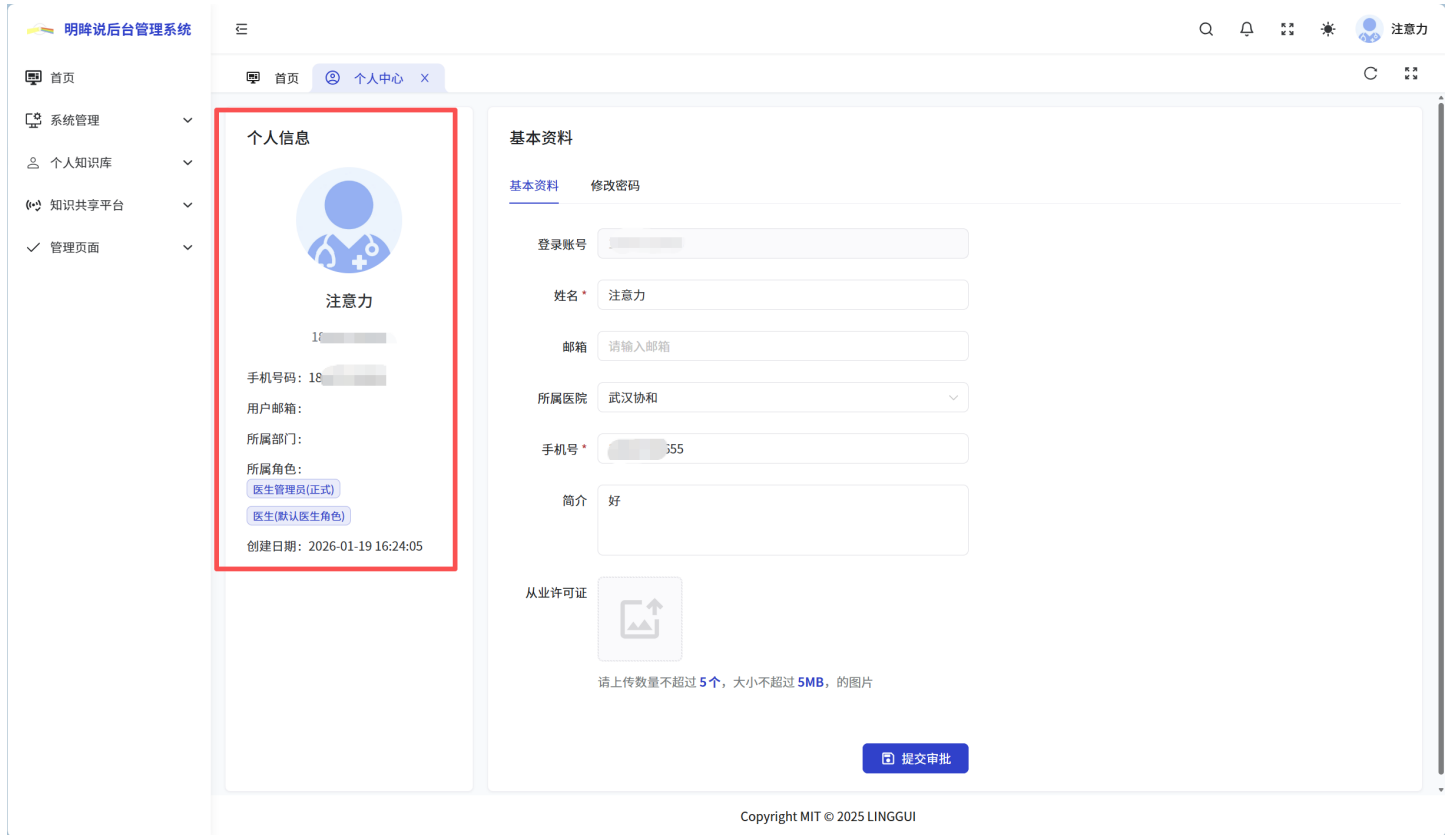 明眸说后台管理系统
注意力
首页
系统管理
个人知识库
知识共享平台
管理页面
首页
个人中心
个人信息
注意力
18
手机号码：18
用户邮箱：
所属部门：
所属角色：
医生管理员(正式)
医生(默认医生角色)
创建日期：2026-01-19 16:24:05
基本资料
基本资料 修改密码
登录账号
姓名* 注意力
邮箱 请输入邮箱
所属医院 武汉协和
手机号* 555
简介 好
从业许可证
请上传数量不超过 5个，大小不超过 5MB，的图片
提交审批
Copyright MIT © 2025 LINGGUI